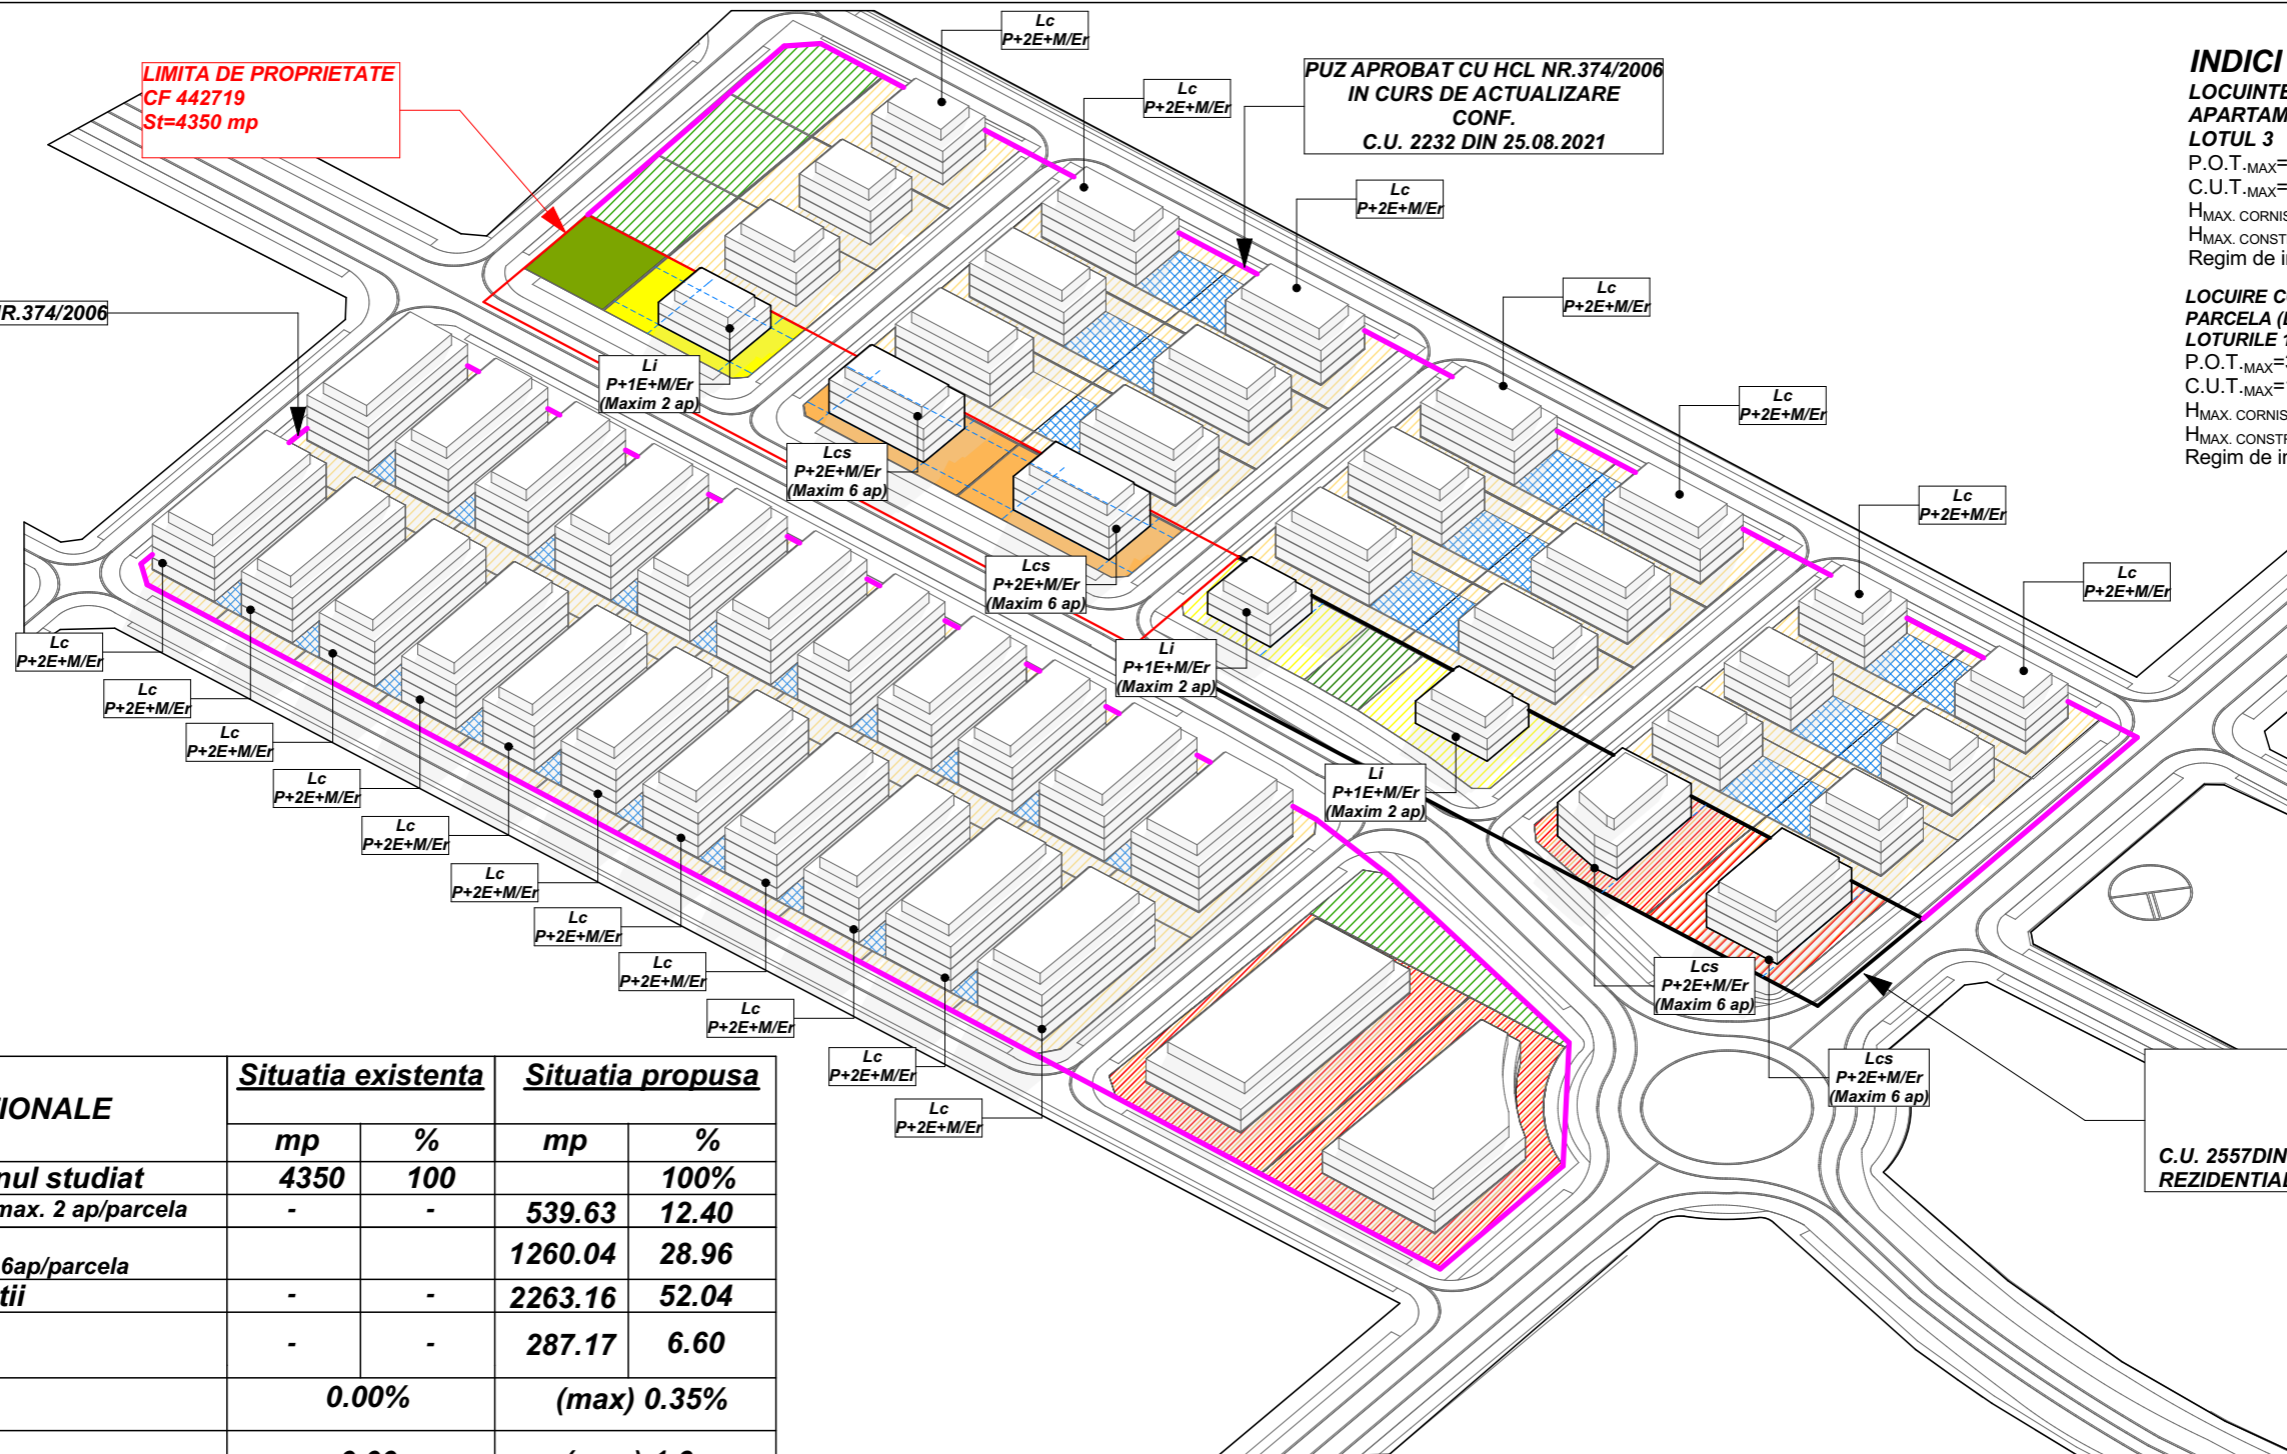 LIMITA DE PROPRIETATE
CF 442719
St=4350 mp
Lc
P+2E+M/Er
Lc
P+2E+M/Er
PUZ APROBAT CU HCL NR.374/2006
IN CURS DE ACTUALIZARE
CONF.
C.U. 2232 DIN 25.08.2021
Lc
P+2E+M/Er
Lc
P+2E+M/Er
Lc
P+2E+M/Er
Lc
P+2E+M/Er
Lc
P+2E+M/Er
INDICI
LOTUL 3
P.O.T.MAX=
C.U.T.MAX=
Regim de
LOCUIRE
PARCELA
LOTURILE
P.O.T.MAX=
C.U.T.MAX=
Regim de
NR.374/2006
Li
P+1E+M/Er
(Maxim 2 ap)
Lcs
P+2E+M/Er
(Maxim 6 ap)
Lcs
P+2E+M/Er
(Maxim 6 ap)
Li
P+1E+M/Er
(Maxim 2 ap)
Li
P+1E+M/Er
(Maxim 2 ap)
Lcs
P+2E+M/Er
(Maxim 6 ap)
Lcs
P+2E+M/Er
(Maxim 6 ap)
Lc
P+2E+M/Er
Lc
P+2E+M/Er
Lc
P+2E+M/Er
Lc
P+2E+M/Er
Lc
P+2E+M/Er
Lc
P+2E+M/Er
Lc
P+2E+M/Er
Lc
P+2E+M/Er
Lc
P+2E+M/Er
Lc
P+2E+M/Er
Lc
P+2E+M/Er
C.U. 2557DIN
Situatia existenta Situatia propusa
IONALE
mp % mp %
nul studiat 4350 100 100%
max. 2 ap/parcela - - 539.63 12.40
6ap/parcela 1260.04 28.96
tii - - 2263.16 52.04
- - 287.17 6.60
0.00% (max) 0.35%